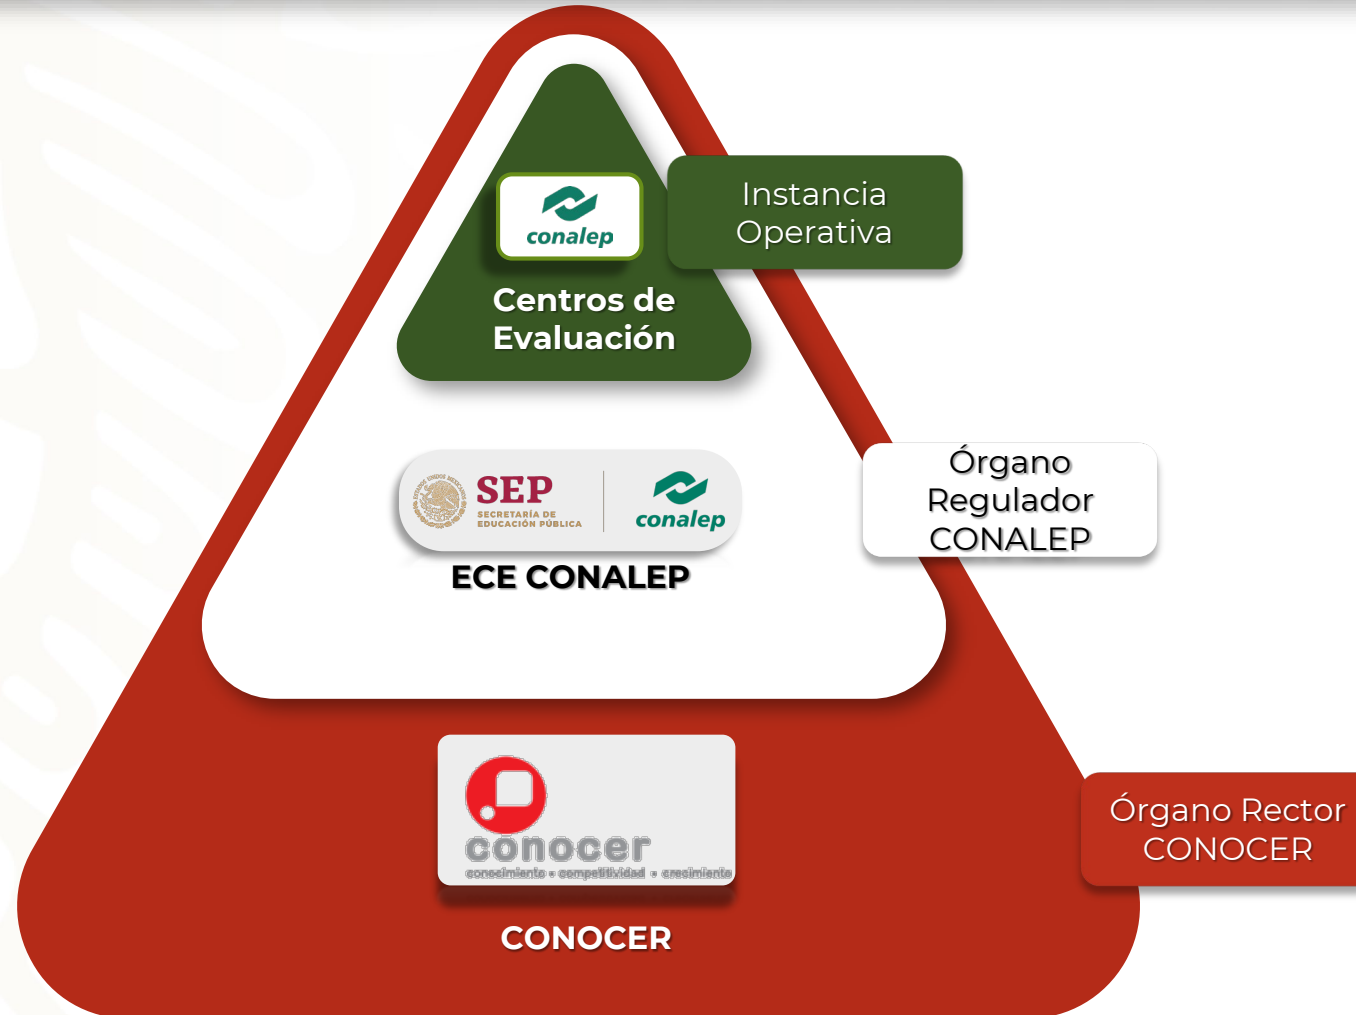 conalep
Instancia
Operativa
Centros de
Evaluación
SEP
SECRETARÍA DE
EDUCACIÓN PÚBLICA
conalep
ECE CONALEP
Órgano
Regulador
CONALEP
conocer
conocimiento • competitividad • crecimiento
CONOCER
Órgano Rector
CONOCER